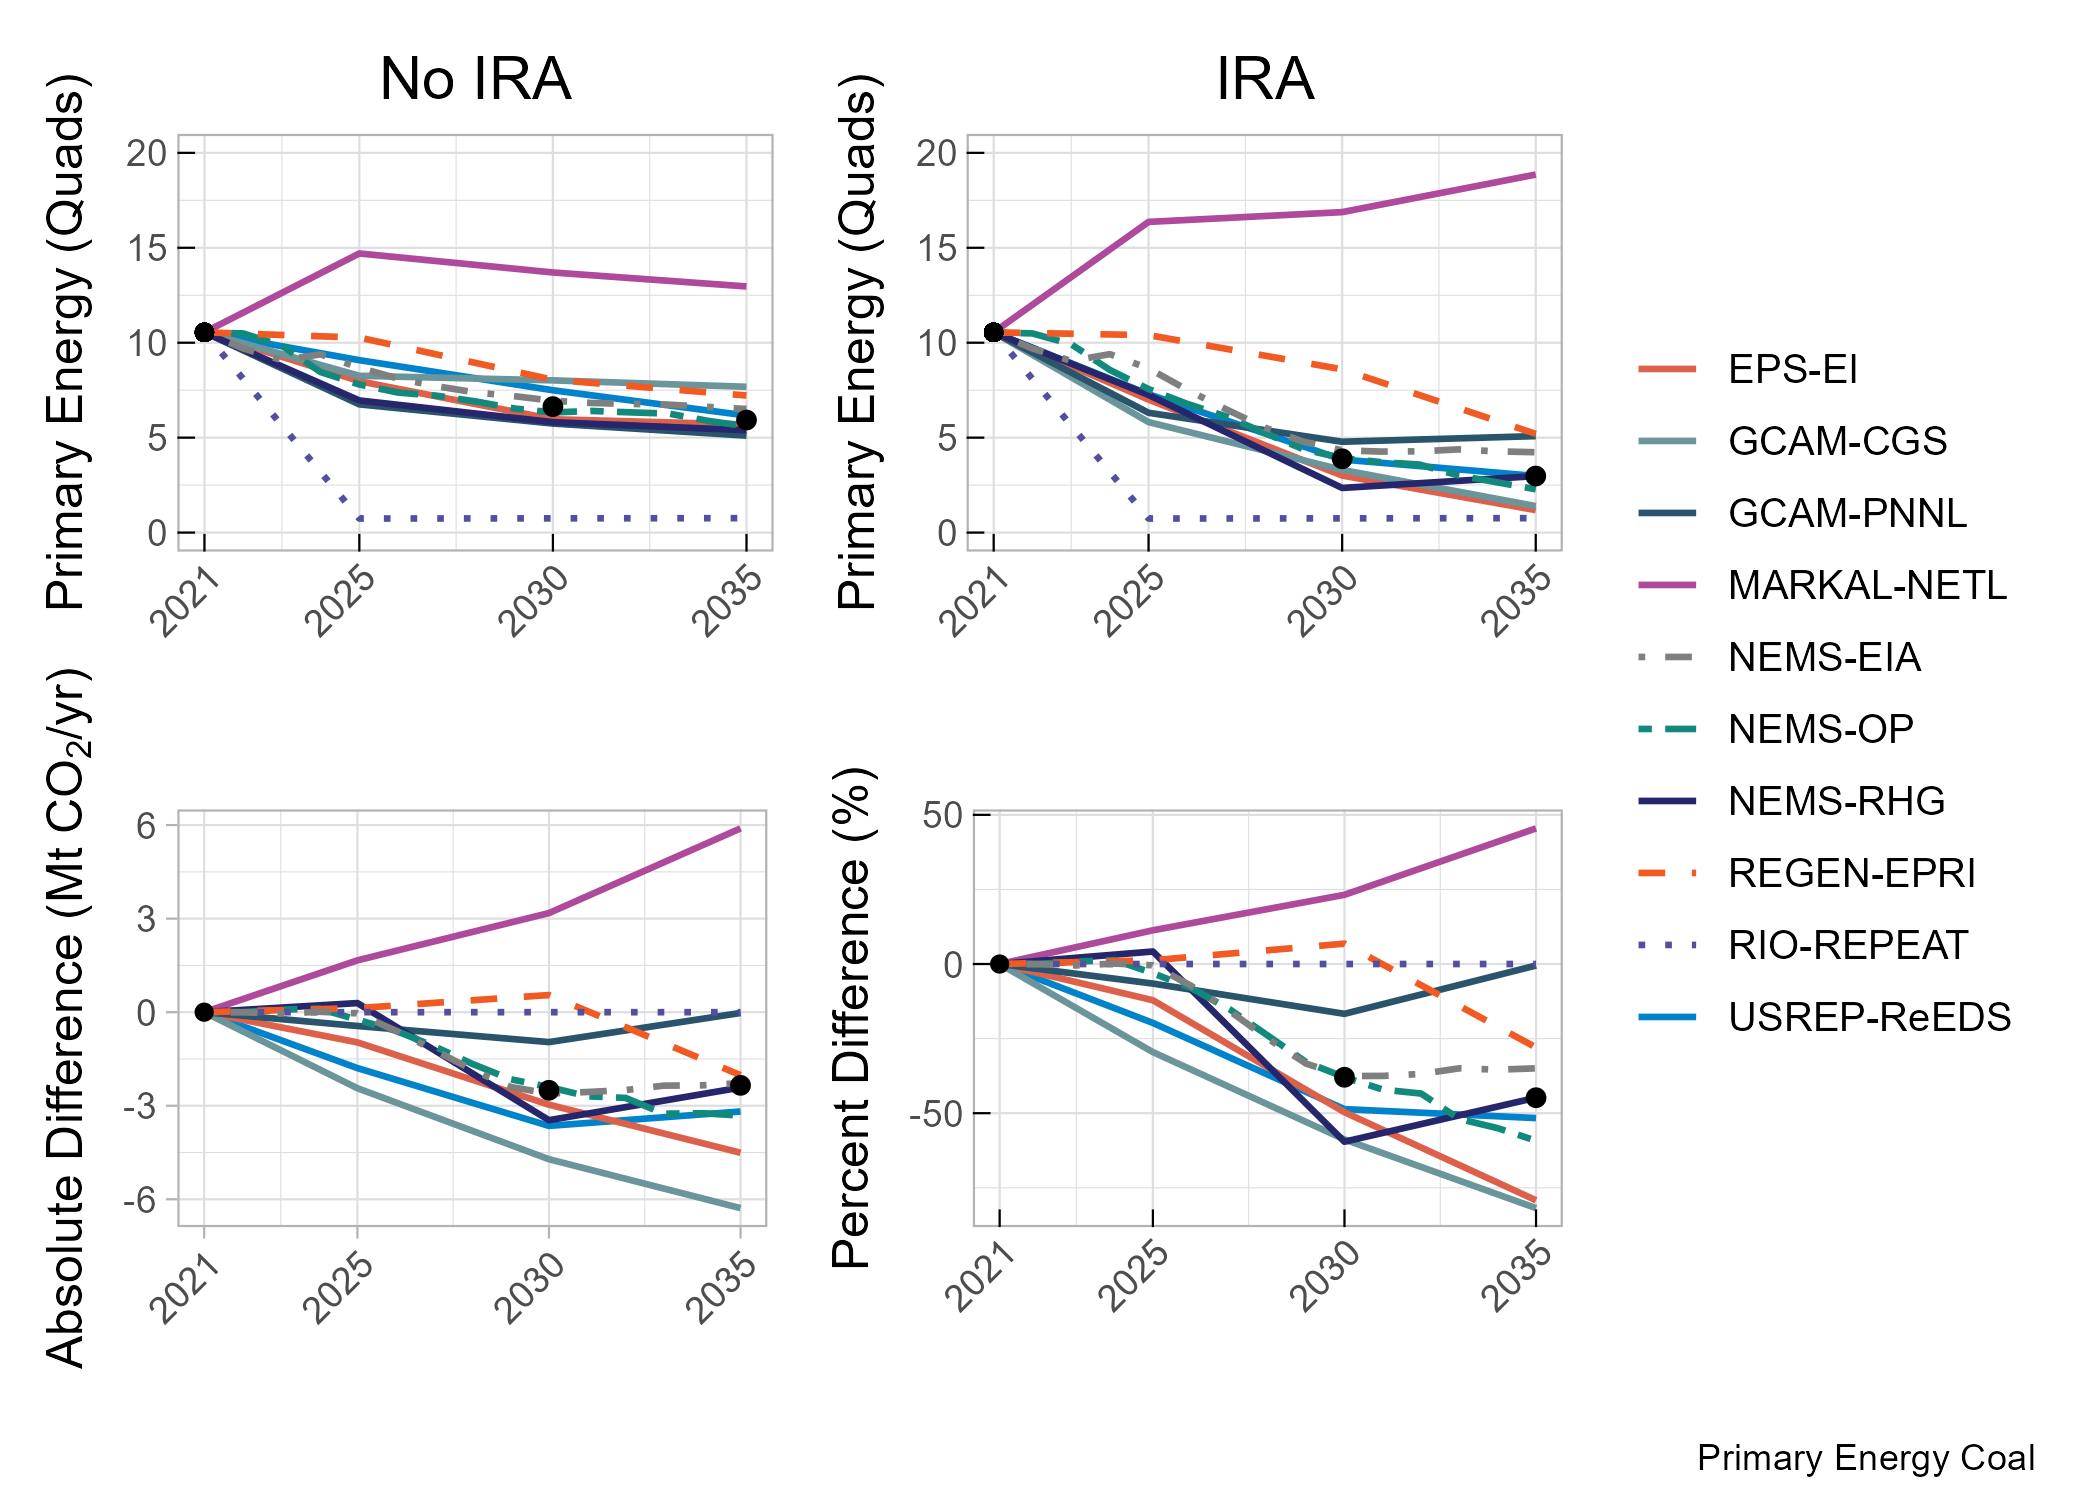 No IRA
IRA
Primary Energy (Quads)
20
15
10
5
0
2021
2025
2030
2035
Primary Energy (Quads)
20
15
10
5
0
2021
2025
2030
2035
Absolute Difference (Mt CO₂/yr)
6
3
0
-3
-6
2021
2025
2030
2035
Percent Difference (%)
50
0
-50
2021
2025
2030
2035
EPS-EI
GCAM-CGS
GCAM-PNNL
MARKAL-NETL
NEMS-EIA
NEMS-OP
NEMS-RHG
REGEN-EPRI
RIO-REPEAT
USREP-ReEDS
Primary Energy Coal